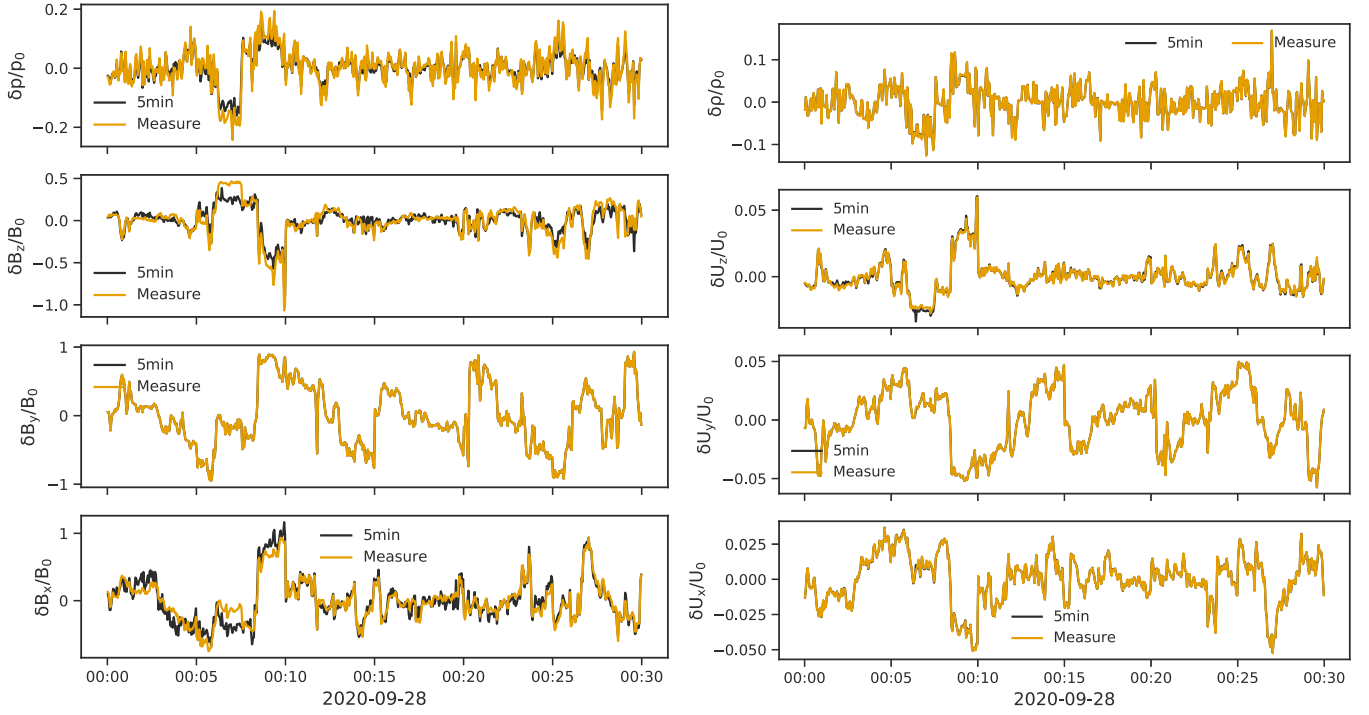 0.2
0.0
−0.2
δp/p₀
5min
Measure
0.5
0.0
−0.5
−1.0
δB_z/B₀
5min
Measure
1
0
−1
δB_y/B₀
5min
Measure
1
0
δB_x/B₀
5min
Measure
00:00 00:05 00:10 00:15 00:20 00:25 00:30
2020-09-28
0.1
0.0
−0.1
δρ/ρ₀
5min Measure
0.05
0.00
δU_z/U₀
5min
Measure
0.05
0.00
−0.05
δU_y/U₀
5min
Measure
0.025
0.000
−0.025
−0.050
δU_x/U₀
5min
Measure
00:00 00:05 00:10 00:15 00:20 00:25 00:30
2020-09-28